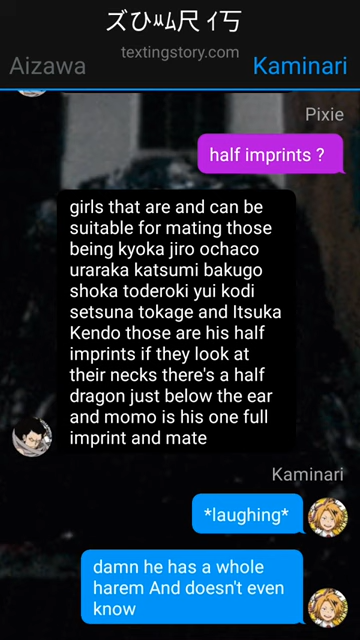 ズひﾶﾑ尺 ｲ丂
textingstory.com
Aizawa
Kaminari
Pixie
half imprints ?
girls that are and can be
suitable for mating those
being kyoka jiro ochaco
uraraka katsumi bakugo
shoka toderoki yui kodi
setsuna tokage and Itsuka
Kendo those are his half
imprints if they look at
their necks there's a half
dragon just below the ear
and momo is his one full
imprint and mate
Kaminari
*laughing*
damn he has a whole
harem And doesn't even
know